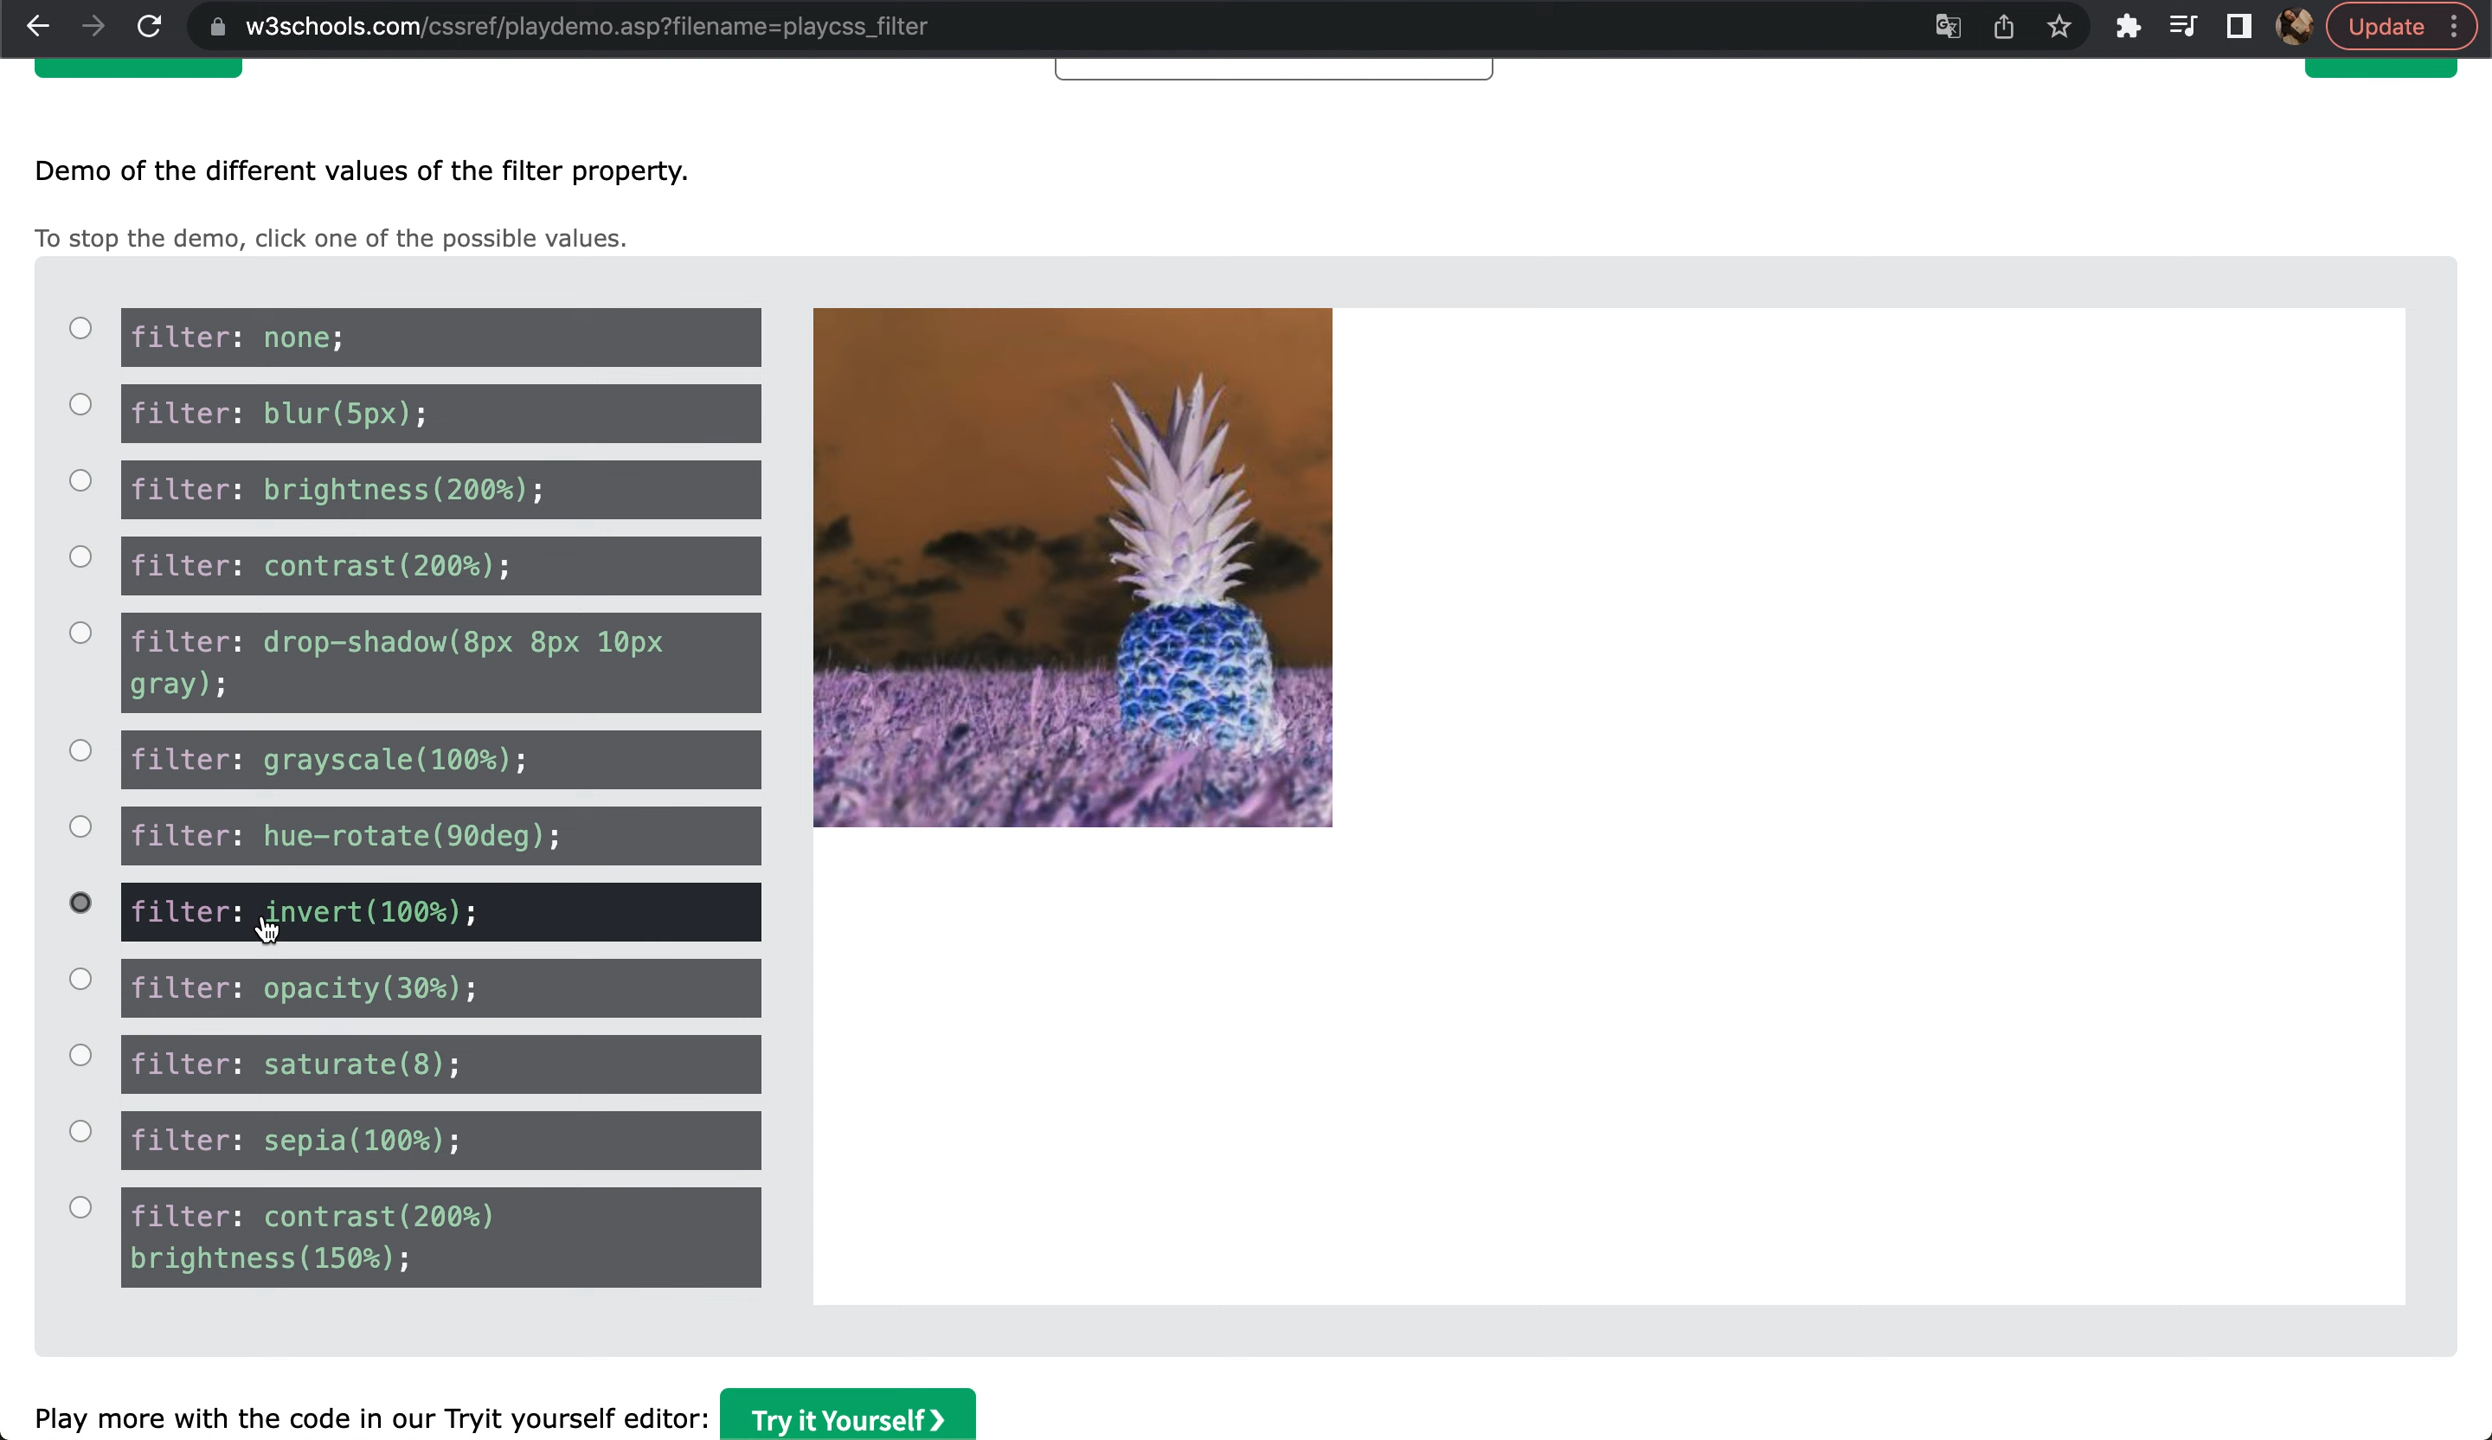 w3schools.com/cssref/playdemo.asp?filename=playcss_filter
Update
Demo of the different values of the filter property.
To stop the demo, click one of the possible values.
filter: none;
filter: blur(5px);
filter: brightness(200%);
filter: contrast(200%);
filter: drop-shadow(8px 8px 10px
gray);
filter: grayscale(100%);
filter: hue-rotate(90deg);
filter: invert(100%);
filter: opacity(30%);
filter: saturate(8);
filter: sepia(100%);
filter: contrast(200%)
brightness(150%);
Play more with the code in our Tryit yourself editor:
Try it Yourself ❯